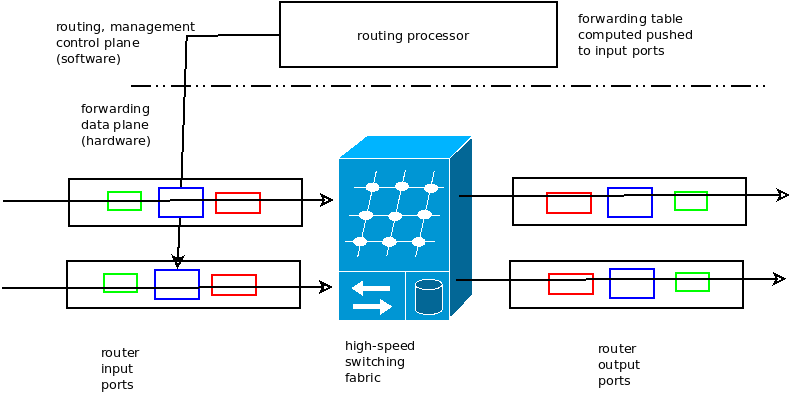 routing, management
control plane
(software)
routing processor
forwarding table
computed pushed
to input ports
forwarding
data plane
(hardware)
router
input
ports
high-speed
switching
fabric
router
output
ports